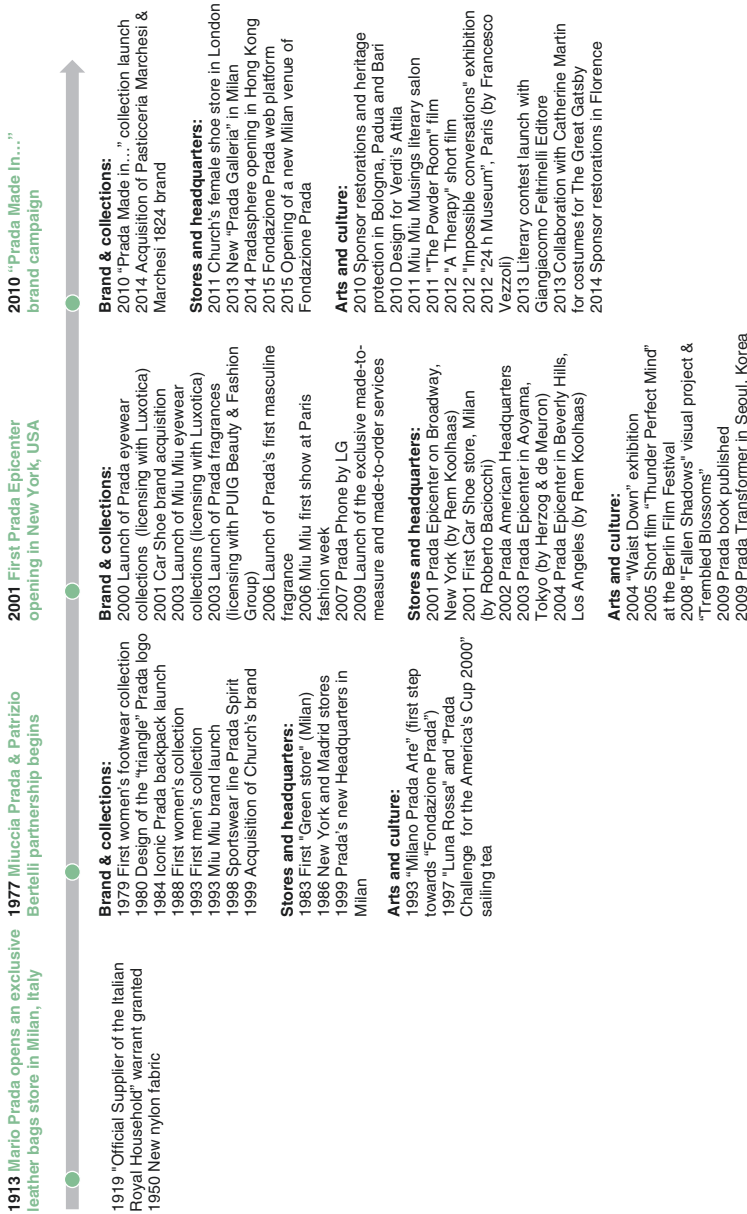 1913 Mario Prada opens an exclusive
leather bags store in Milan, Italy
1919 "Official Supplier of the Italian
Royal Household” warrant granted
1950 New nylon fabric
1977 Miuccia Prada & Patrizio
Bertelli partnership begins
Brand & collections:
1979 First women’s footwear collection
1980 Design of the “triangle” Prada logo
1984 Iconic Prada backpack launch
1988 First women’s collection
1993 First men’s collection
1993 Miu Miu brand launch
1998 Sportswear line Prada Spirit
1999 Acquisition of Church’s brand
Stores and headquarters:
1983 First "Green store" (Milan)
1986 New York and Madrid stores
1999 Prada’s new Headquarters in
Milan
Arts and culture:
1993 “Milano Prada Arte” (first step
towards “Fondazione Prada”)
1997 "Luna Rossa" and “Prada
Challenge for the America’s Cup 2000”
sailing tea
2001 First Prada Epicenter
opening in New York, USA
Brand & collections:
2000 Launch of Prada eyewear
collections (licensing with Luxotica)
2001 Car Shoe brand acquisition
2003 Launch of Miu Miu eyewear
collections (licensing with Luxotica)
2003 Launch of Prada fragrances
(licensing with PUIG Beauty & Fashion
Group)
2006 Launch of Prada’s first masculine
fragrance
2006 Miu Miu first show at Paris
fashion week
2007 Prada Phone by LG
2009 Launch of the exclusive made-to-
measure and made-to-order services
Stores and headquarters:
2001 Prada Epicenter on Broadway,
New York (by Rem Koolhaas)
2001 First Car Shoe store, Milan
(by Roberto Baciocchi)
2002 Prada American Headquarters
2003 Prada Epicenter in Aoyama,
Tokyo (by Herzog & de Meuron)
2004 Prada Epicenter in Beverly Hills,
Los Angeles (by Rem Koolhaas)
Arts and culture:
2004 “Waist Down” exhibition
2005 Short film “Thunder Perfect Mind”
at the Berlin Film Festival
2008 "Fallen Shadows" visual project &
“Trembled Blossoms”
2009 Prada book published
2009 Prada Transformer in Seoul, Korea
2010 “Prada Made In…”
brand campaign
Brand & collections:
2010 “Prada Made in…” collection launch
2014 Acquisition of Pasticceria Marchesi &
Marchesi 1824 brand
Stores and headquarters:
2011 Church’s female shoe store in London
2013 New “Prada Galleria” in Milan
2014 Pradasphere opening in Hong Kong
2015 Fondazione Prada web platform
2015 Opening of a new Milan venue of
Fondazione Prada
Arts and culture:
2010 Sponsor restorations and heritage
protection in Bologna, Padua and Bari
2010 Design for Verdi’s Attila
2011 Miu Miu Musings literary salon
2011 "The Powder Room" film
2012 "A Therapy" short film
2012 "Impossible conversations" exhibition
2012 "24 h Museum", Paris (by Francesco
Vezzoli)
2013 Literary contest launch with
Giangiacomo Feltrinelli Editore
2013 Collaboration with Catherine Martin
for costumes for The Great Gatsby
2014 Sponsor restorations in Florence